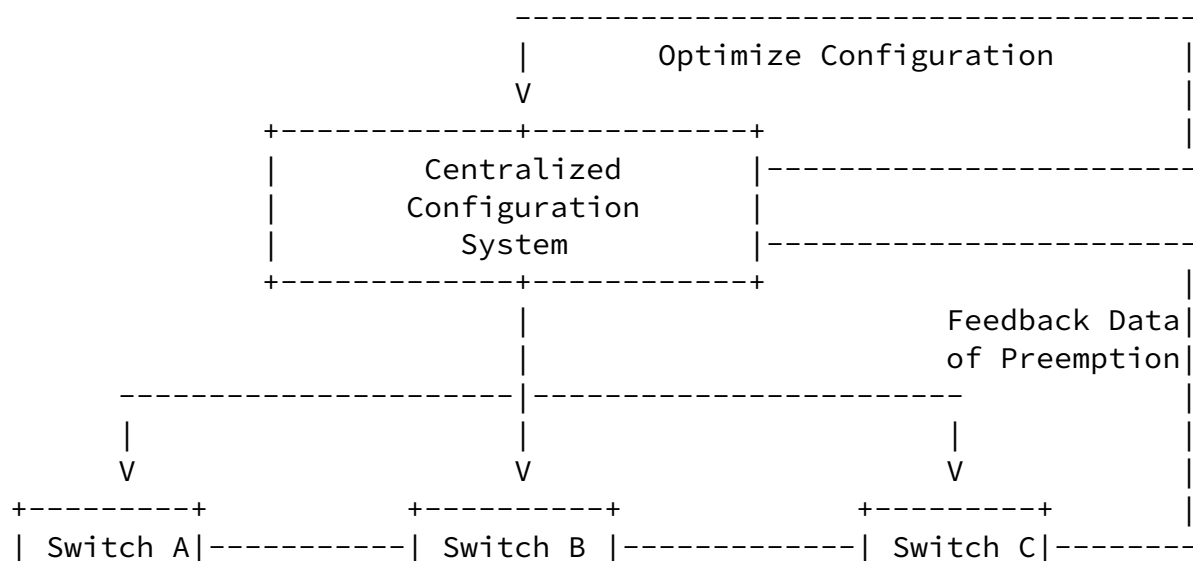 Optimize Configuration
V
Centralized
Configuration
System
Feedback Data
of Preemption
V V V
Switch A Switch B Switch C